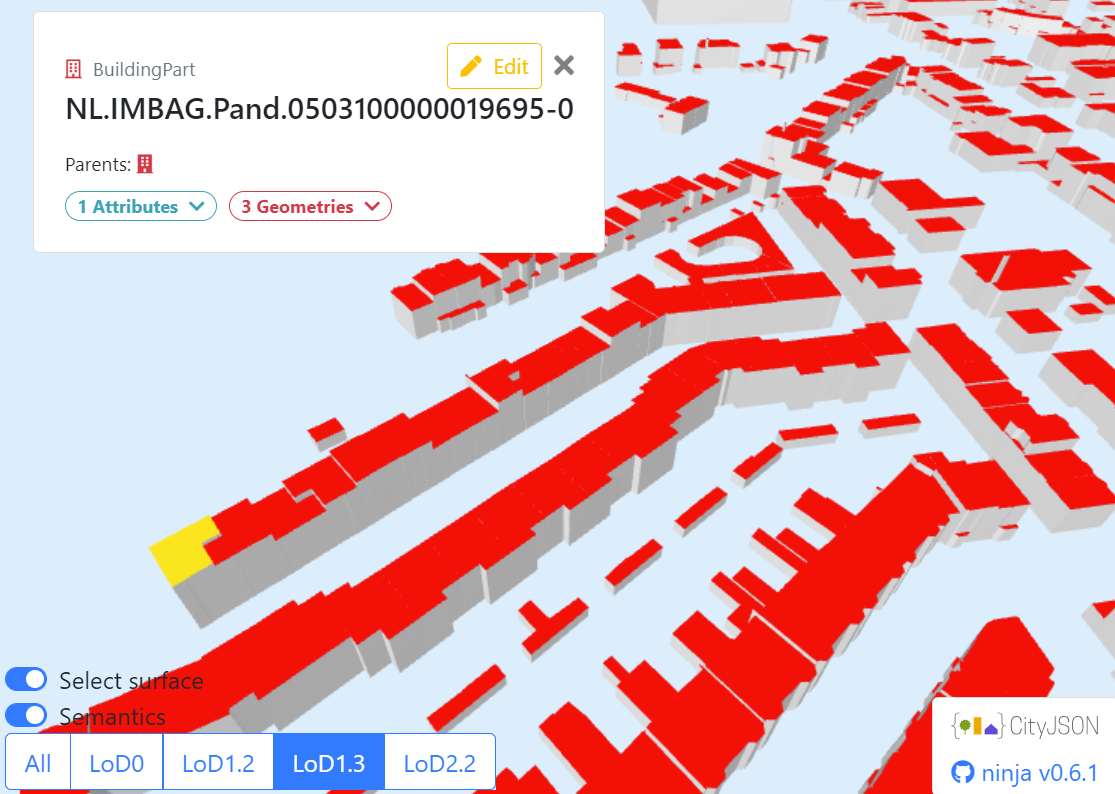 BuildingPart
Edit
NL.IMBAG.Pand.0503100000019695-0
Parents:
1 Attributes
3 Geometries
Select surface
Semantics
All LoD0 LoD1.2 LoD1.3 LoD2.2
{} CityJSON
ninja v0.6.1